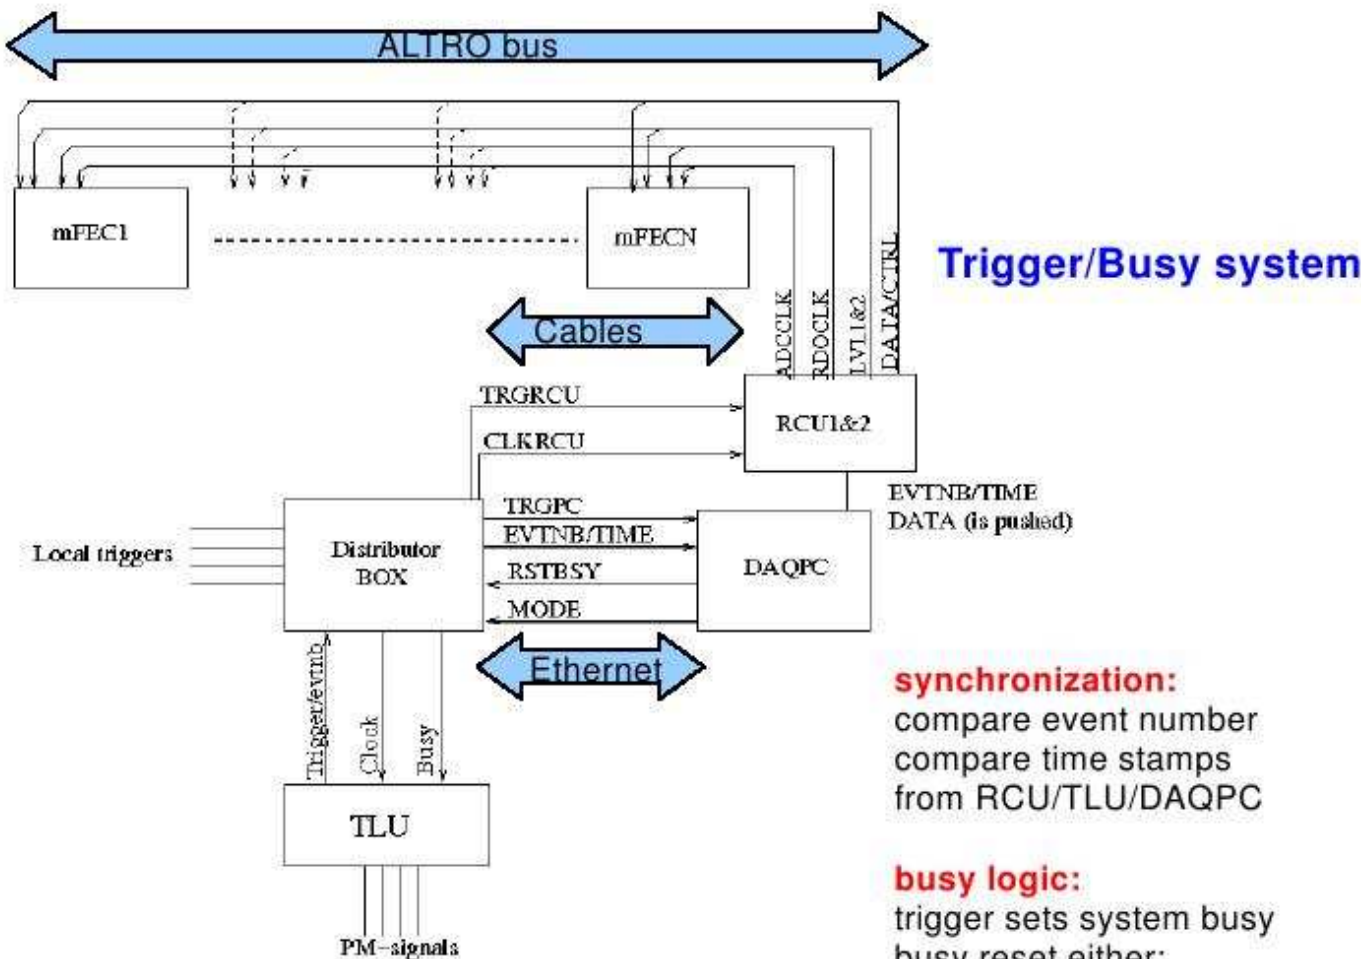 ALTRO bus
mFEC1
mFECN
Trigger/Busy system
ADCCLK
RDOCLK
LVL1&2
DATA/CTRL
Cables
TRGRCU
CLKRCU
RCU1&2
EVTNB/TIME
DATA (is pushed)
Local triggers
Distributor
BOX
TRGPC
EVTNB/TIME
RSTBSY
MODE
DAQPC
Ethernet
Trigger/evtnb
Clock
Busy
TLU
PM-signals
synchronization:
compare event number
compare time stamps
from RCU/TLU/DAQPC
busy logic:
trigger sets system busy
busy reset either: